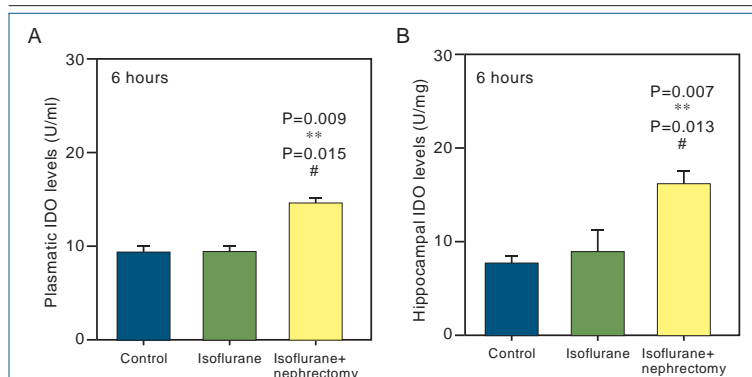 A
Plasmatic IDO levels (U/ml)
30
20
10
0
6 hours
P=0.009
**
P=0.015
#
Control
Isoflurane
Isoflurane+
nephrectomy
B
Hippocampal IDO levels (U/mg)
30
20
10
0
6 hours
P=0.007
**
P=0.013
#
Control
Isoflurane
Isoflurane+
nephrectomy